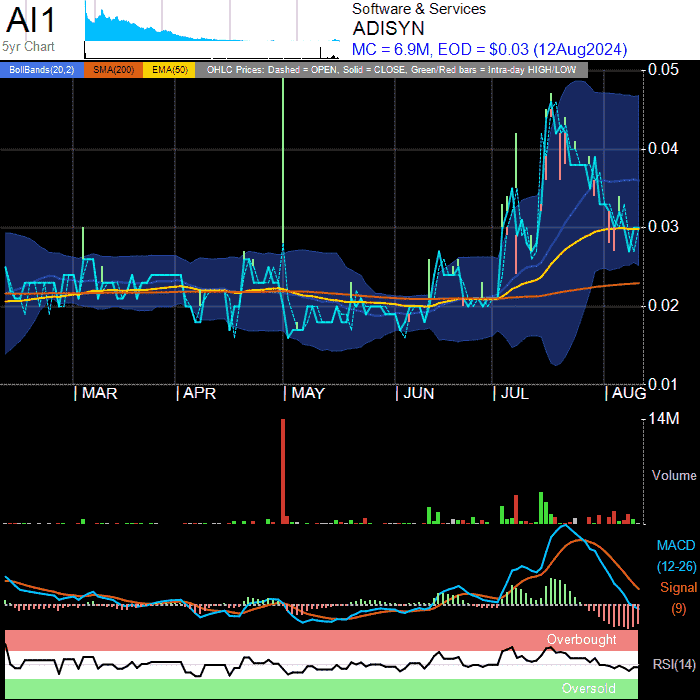 AI1
5yr Chart
Software & Services
ADISYN
MC = 6.9M, EOD = $0.03 (12Aug2024)
BollBands(20,2) SMA(200) EMA(50) OHLC Prices: Dashed = OPEN, Solid = CLOSE, Green/Red bars = Intra-day HIGH/LOW
0.05
0.04
0.03
0.02
0.01
MAR APR MAY JUN JUL AUG
14M
Volume
MACD
(12-26)
Signal
(9)
Overbought
RSI(14)
Oversold